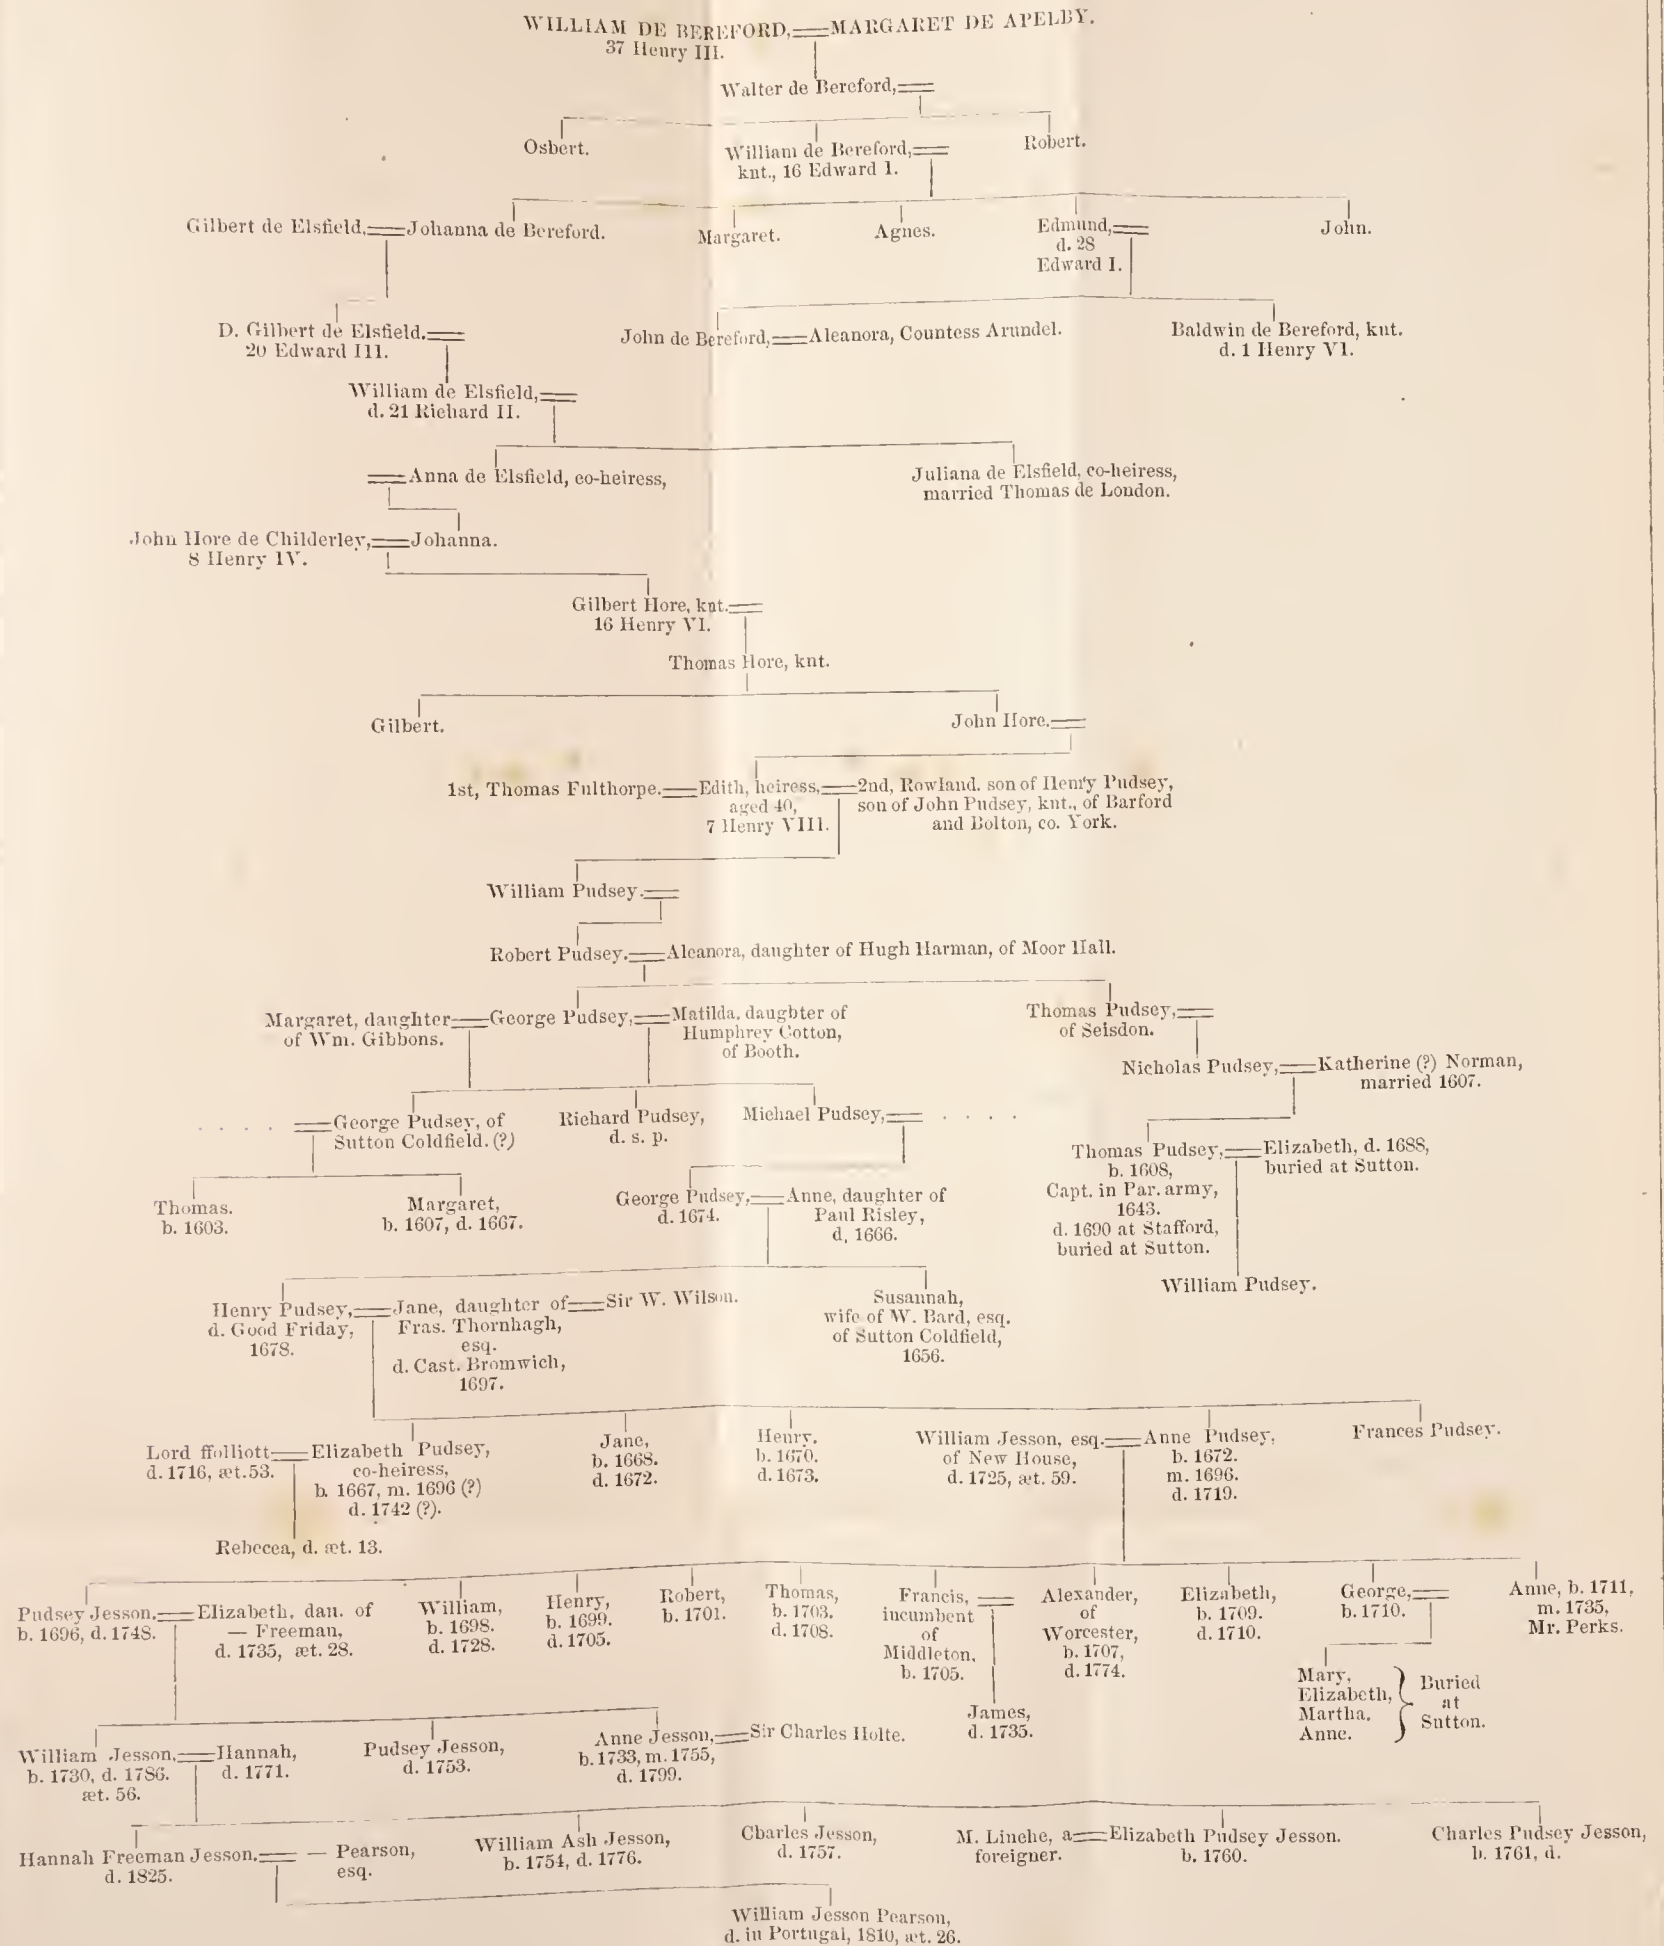 WILLIAM DE BEREFORD,
MARGARET DE APELBY.
37 Henry III.
Walter de Bereford,
Osbert.
William de Bereford,
knt., 16 Edward I.
Robert.
Gilbert de Elsfield,
Johanna de Bereford.
Margaret.
Agnes.
Edmund,
d. 28
Edward I.
John.
D. Gilbert de Elsfield.
20 Edward III.
John de Bereford,
Aleanora, Countess Arundel.
Baldwin de Bereford, knt.
d. 1 Henry VI.
William de Elsfield,
d. 21 Richard II.
Anna de Elsfield, co-heiress,
Juliana de Elsfield, co-heiress,
married Thomas de London.
John Hore de Childerley,
8 Henry IV.
Johanna.
Gilbert Hore, knt.
16 Henry VI.
Thomas Hore, knt.
Gilbert.
John Hore.
1st, Thomas Fulthorpe.
Edith, heiress,
aged 40,
7 Henry VIII.
2nd, Rowland. son of Henry Pudsey,
son of John Pudsey, knt., of Barford
and Bolton, co. York.
William Pudsey.
Robert Pudsey.
Aleanora, daughter of Hugh Harman, of Moor Hall.
Margaret, daughter
of Wm. Gibbons.
George Pudsey,
Matilda, daughter of
Humphrey Cotton,
of Booth.
Thomas Pudsey,
of Seisdon.
Nicholas Pudsey,
Katherine (?) Norman,
married 1607.
. . . .
George Pudsey, of
Sutton Coldfield. (?)
Richard Pudsey,
d. s. p.
Michael Pudsey,
. . . .
Thomas Pudsey,
b. 1608,
Capt. in Par. army,
1643.
d. 1690 at Stafford,
buried at Sutton.
Elizabeth, d. 1688,
buried at Sutton.
Thomas.
b. 1603.
Margaret,
b. 1607, d. 1667.
George Pudsey,
d. 1674.
Anne, daughter of
Paul Risley,
d, 1666.
William Pudsey.
Henry Pudsey,
d. Good Friday,
1678.
Jane, daughter of
Fras. Thornhagh,
esq.
d. Cast. Bromwich,
1697.
Sir W. Wilson.
Susannah,
wife of W. Bard, esq.
of Sutton Coldfield,
1656.
Lord ffolliott
d. 1716, æt. 53.
Elizabeth Pudsey,
co-heiress,
b. 1667, m. 1696 (?)
d. 1742 (?).
Jane,
b. 1668.
d. 1672.
Henry.
b. 1670.
d. 1673.
William Jesson, esq.
of New House,
d. 1725, æt. 59.
Anne Pudsey,
b. 1672.
m. 1696.
d. 1719.
Frances Pudsey.
Rebecca, d. æt. 13.
Pudsey Jesson.
b. 1696, d. 1748.
Elizabeth, dau. of
— Freeman,
d. 1735, æt. 28.
William,
b. 1698.
d. 1728.
Henry,
b. 1699.
d. 1705.
Robert,
b. 1701.
Thomas,
b. 1703.
d. 1708.
Francis,
incumbent
of
Middleton,
b. 1705.
Alexander,
of
Worcester,
b. 1707,
d. 1774.
Elizabeth,
b. 1709.
d. 1710.
George,
b. 1710.
Anne, b. 1711,
m. 1735,
Mr. Perks.
James,
d. 1735.
Mary,
Elizabeth,
Martha,
Anne.
Buried
at
Sutton.
William Jesson,
b. 1730, d. 1786.
æt. 56.
Hannah,
d. 1771.
Pudsey Jesson,
d. 1753.
Anne Jesson,
b. 1733, m. 1755,
d. 1799.
Sir Charles Holte.
Hannah Freeman Jesson.
d. 1825.
— Pearson,
esq.
William Ash Jesson,
b. 1754, d. 1776.
Charles Jesson,
d. 1757.
M. Linche, a
foreigner.
Elizabeth Pudsey Jesson.
b. 1760.
Charles Pudsey Jesson,
b. 1761, d.
William Jesson Pearson,
d. in Portugal, 1810, æt. 26.